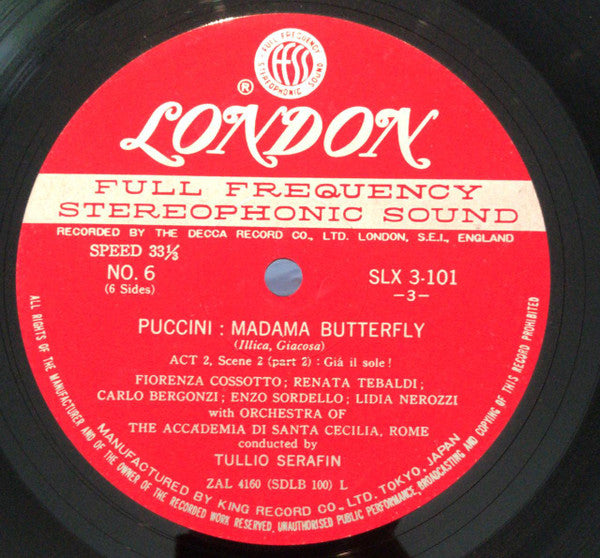 FULL FREQUENCY
ffss
STEREOPHONIC SOUND
®
LONDON
FULL FREQUENCY
STEREOPHONIC SOUND
RECORDED BY THE DECCA RECORD CO., LTD. LONDON, S.E.I., ENGLAND
SPEED 33⅓
NO. 6
(6 Sides)
SLX 3-101
—3—
PUCCINI : MADAMA BUTTERFLY
(Illica, Giacosa)
ACT 2, Scene 2 (part 2) : Giá il sole!
FIORENZA COSSOTTO ; RENATA TEBALDI ;
CARLO BERGONZI ; ENZO SORDELLO ; LIDIA NEROZZI
with ORCHESTRA OF
THE ACCADEMIA DI SANTA CECILIA, ROME
conducted by
TULLIO SERAFIN
ZAL 4160 (SDLB 100) L
MANUFACTURED BY KING RECORD CO., LTD. TOKYO, JAPAN
ALL RIGHTS OF THE MANUFACTURER AND OF THE OWNER OF THE RECORDED WORK RESERVED. UNAUTHORISED PUBLIC PERFORMANCE, BROADCASTING AND COPYING OF THIS RECORD PROHIBITED